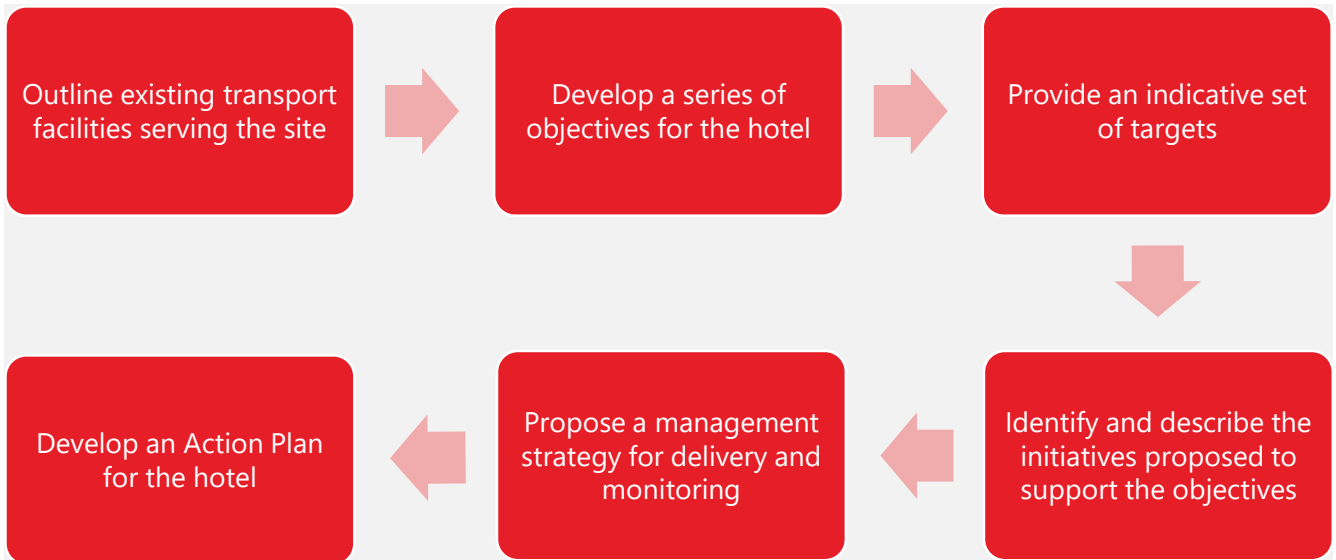 Outline existing transport
facilities serving the site
Develop a series of
objectives for the hotel
Provide an indicative set
of targets
Identify and describe the
initiatives proposed to
support the objectives
Propose a management
strategy for delivery and
monitoring
Develop an Action Plan
for the hotel